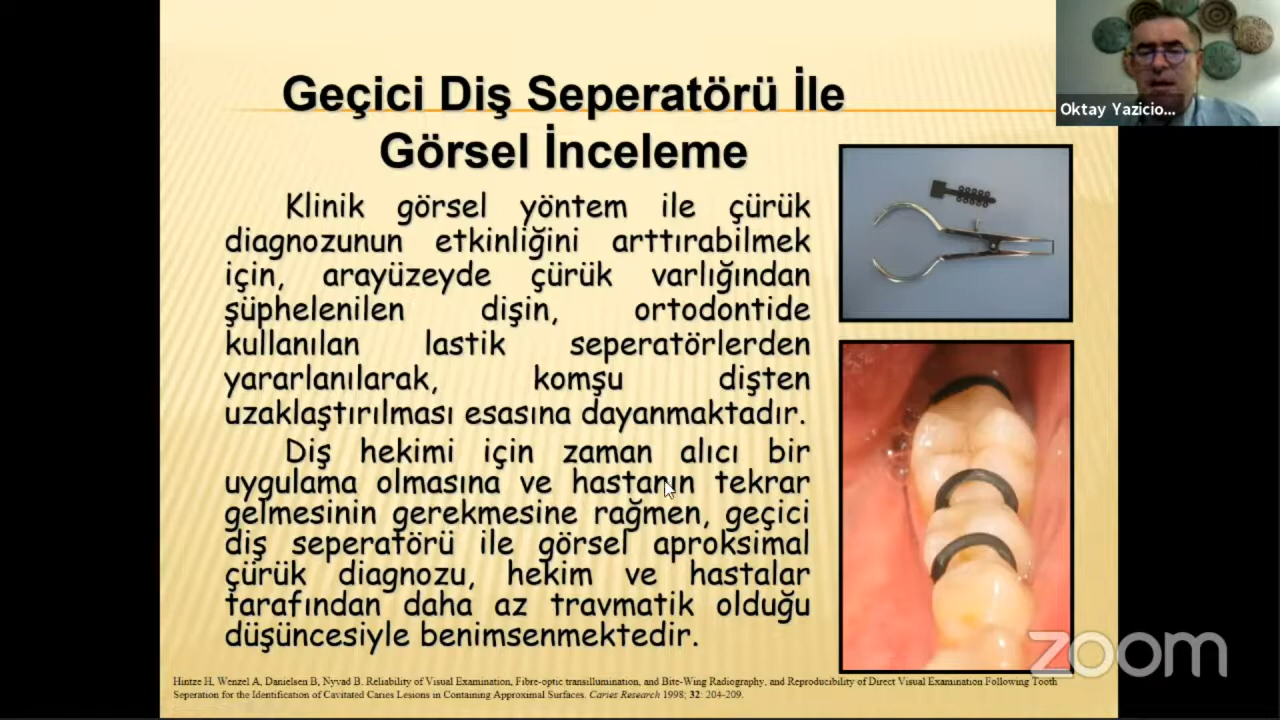 Geçici Diş Seperatörü İle
Görsel İnceleme
Klinik görsel yöntem ile çürük
diagnozunun etkinliğini arttırabilmek
için, arayüzeyde çürük varlığından
şüphelenilen dişin, ortodontide
kullanılan lastik seperatörlerden
yararlanılarak, komşu dişten
uzaklaştırılması esasına dayanmaktadır.
Diş hekimi için zaman alıcı bir
uygulama olmasına ve hastanın tekrar
gelmesinin gerekmesine rağmen, geçici
diş seperatörü ile görsel aproksimal
çürük diagnozu, hekim ve hastalar
tarafından daha az travmatik olduğu
düşüncesiyle benimsenmektedir.
Hintze H, Wenzel A, Danielsen B, Nyvad B. Reliability of Visual Examination, Fibre-optic transillumination, and Bite-Wing Radiography, and Reproducibility of Direct Visual Examination Following Tooth
Seperation for the Identification of Cavitated Caries Lesions in Containing Approximal Surfaces. Caries Research 1998; 32: 204-209.
Oktay Yazicio...
zoom